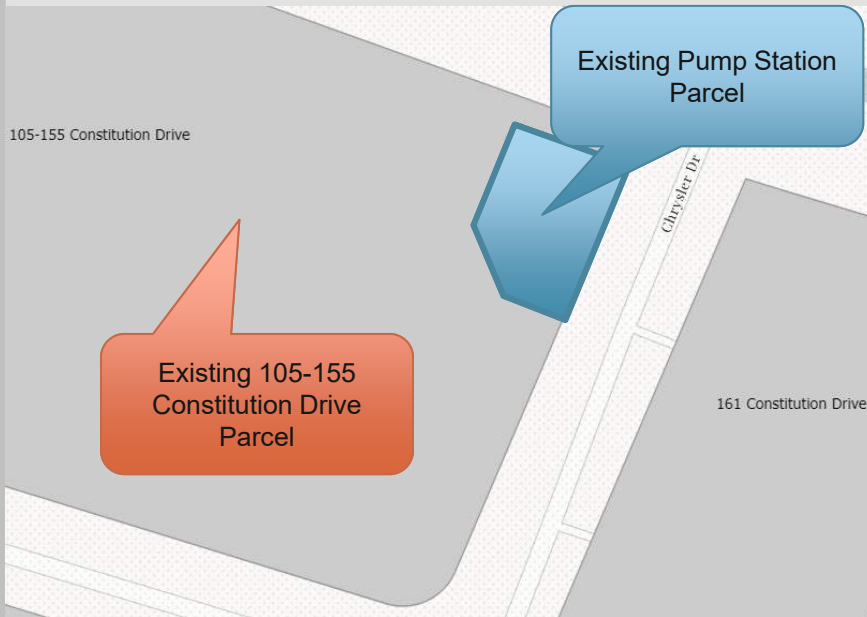 Existing Pump Station
Parcel
105-155 Constitution Drive
Chrysler Dr
Existing 105-155
Constitution Drive
Parcel
161 Constitution Drive